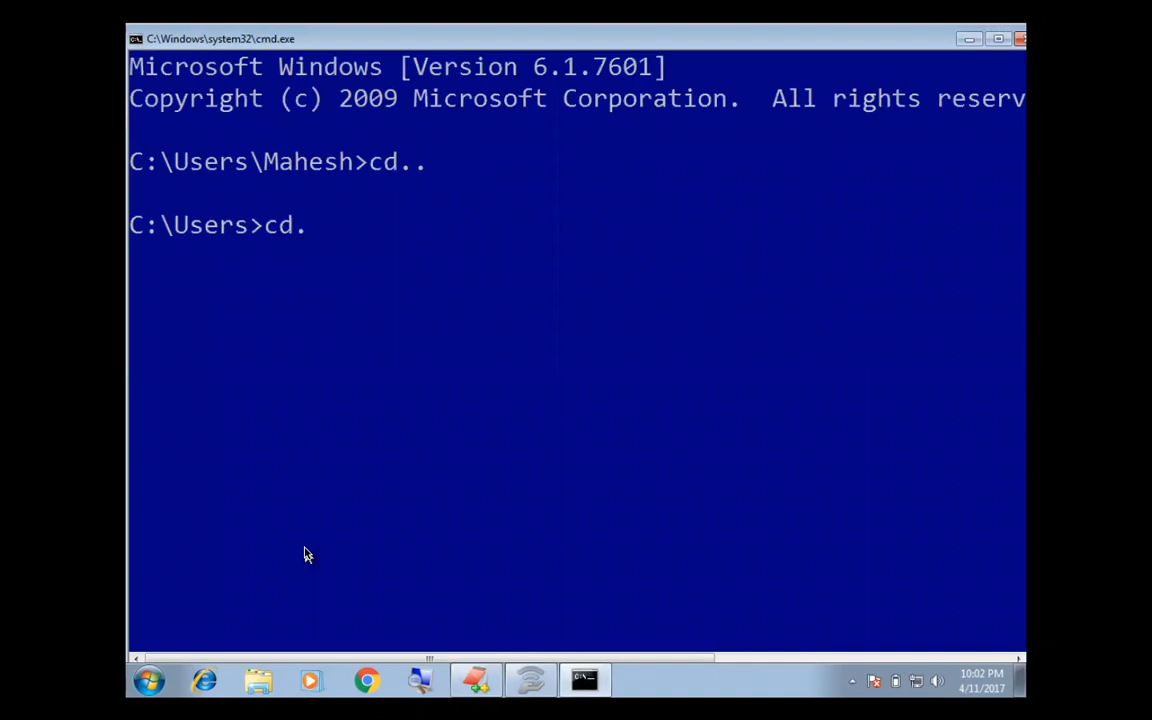 C:\Windows\system32\cmd.exe
Microsoft Windows [Version 6.1.7601]
Copyright (c) 2009 Microsoft Corporation.  All rights reserv
C:\Users\Mahesh>cd..
C:\Users>cd.
10:02 PM
4/11/2017